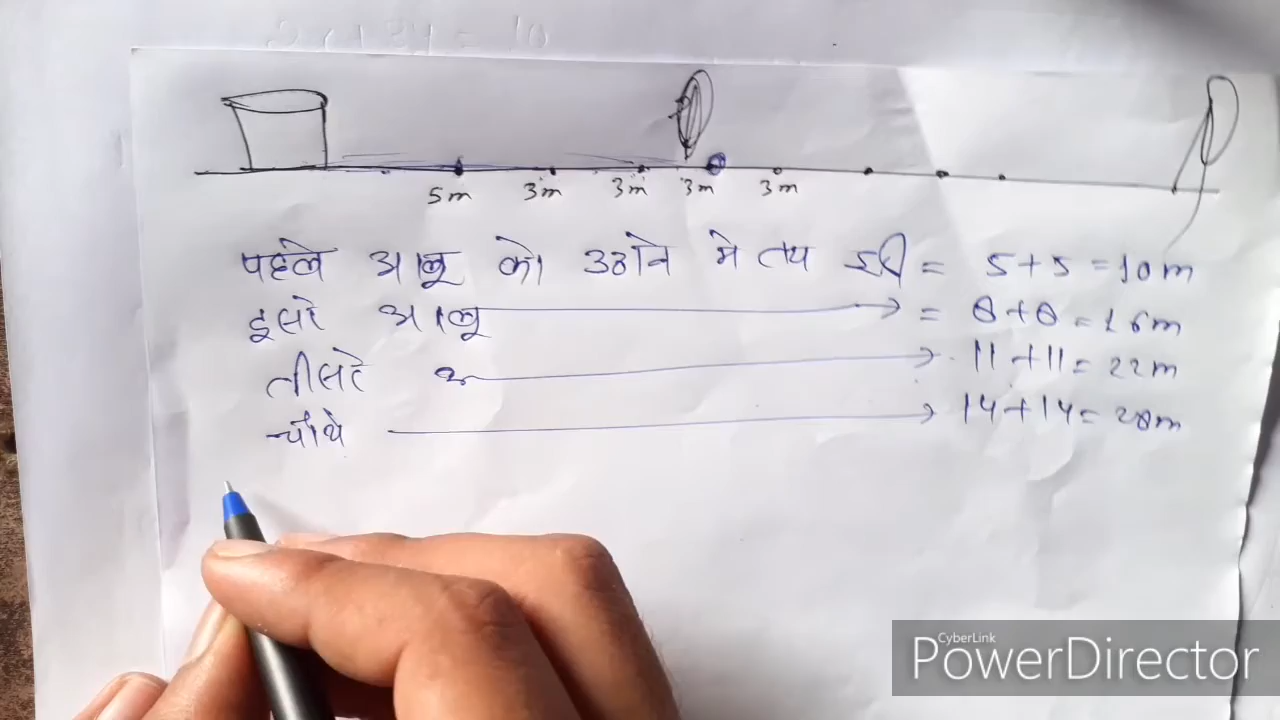 5m 3m 3m 3m 3m
पहले आलू को उठाने मे तय दूरी = 5+5=10m
दूसरे आलू = 8+8=16m
तीसरे आ 11+11=22m
चौथे 14+14=28m
CyberLink
PowerDirector